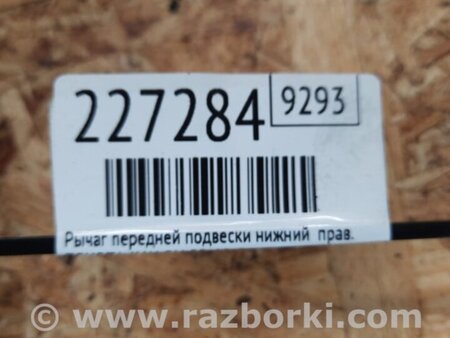 227284 9293
Рычаг передней подвески нижний прав.
© www.razborki.com